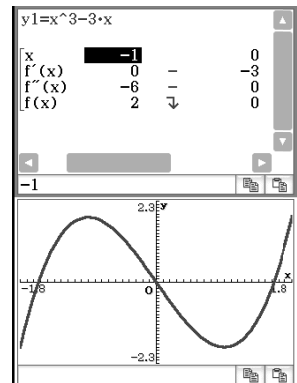 y1=x^3−3•x
x −1 0
f′(x) 0 − −3
f″(x) −6 − 0
f(x) 2 0
−1
2.3 y
x
−1.8 0 1.8
−2.3